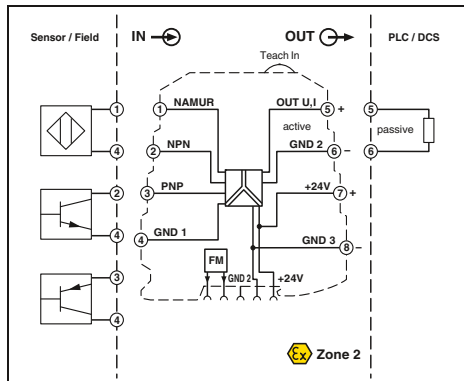 Sensor / Field
IN
OUT
PLC / DCS
Teach In
1
4
2
4
3
4
1 NAMUR
2 NPN
3 PNP
4 GND 1
OUT U,I 5 +
active
GND 2 6 –
+24V 7 +
GND 3 8 –
FM
GND 2
+24V
5
passive
6
Ex Zone 2